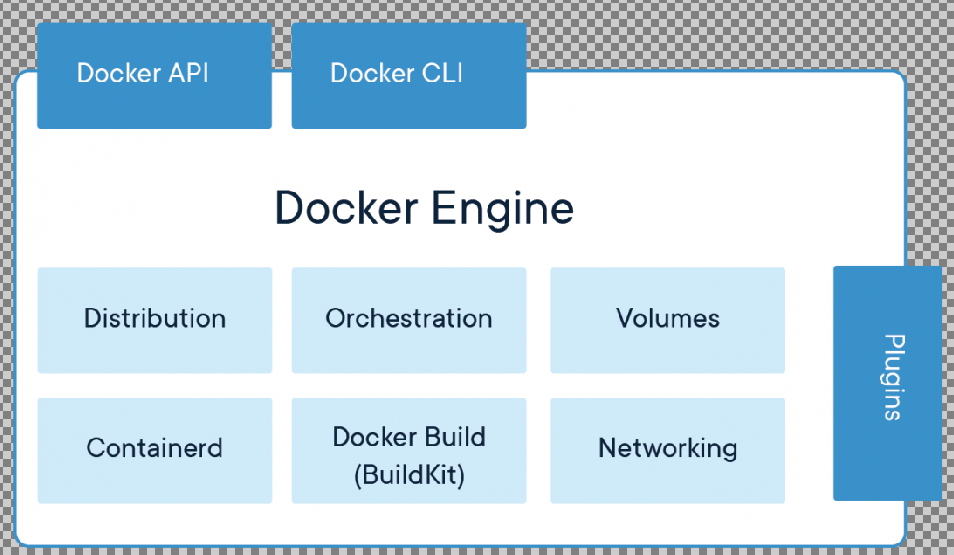 Docker API
Docker CLI
Docker Engine
Distribution
Orchestration
Volumes
Containerd
Docker Build
(BuildKit)
Networking
Plugins